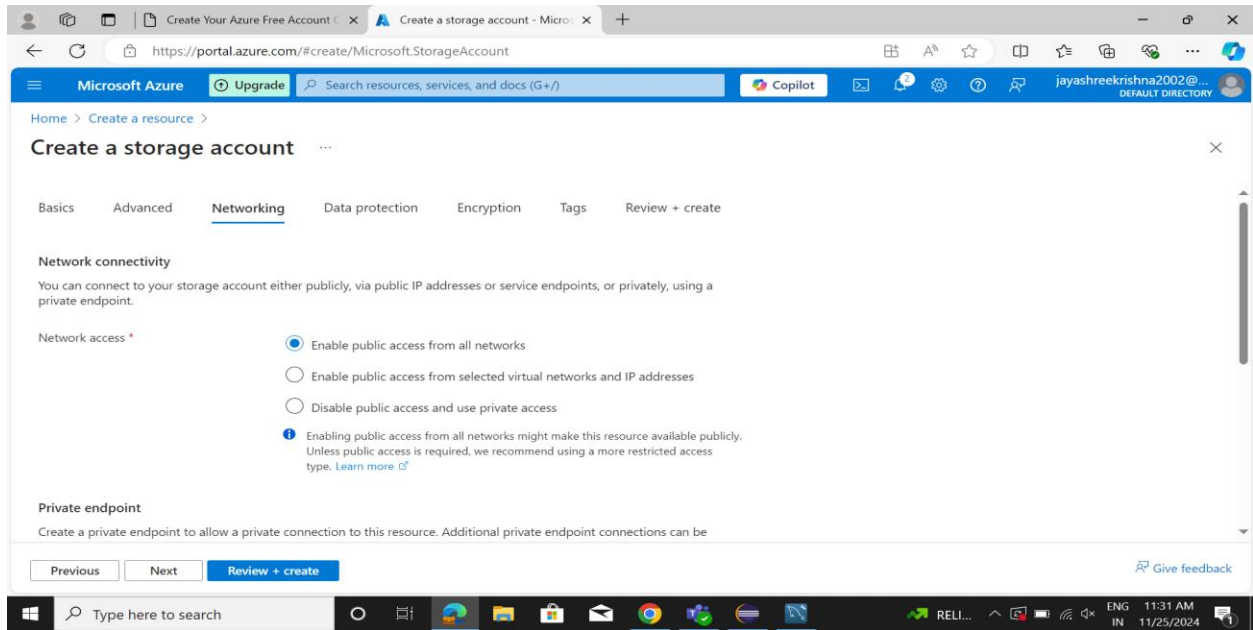 Create Your Azure Free Account
Create a storage account - Micro
https://portal.azure.com/#create/Microsoft.StorageAccount
Microsoft Azure
Upgrade
Search resources, services, and docs (G+/)
Copilot
2
jayashreekrishna2002@...
DEFAULT DIRECTORY
Home > Create a resource >
Create a storage account ...
Basics Advanced Networking Data protection Encryption Tags Review + create
Network connectivity
You can connect to your storage account either publicly, via public IP addresses or service endpoints, or privately, using a
private endpoint.
Network access *
Enable public access from all networks
Enable public access from selected virtual networks and IP addresses
Disable public access and use private access
Enabling public access from all networks might make this resource available publicly.
Unless public access is required, we recommend using a more restricted access
type. Learn more
Private endpoint
Create a private endpoint to allow a private connection to this resource. Additional private endpoint connections can be
Previous Next Review + create Give feedback
Type here to search
RELI...
ENG
IN
11:31 AM
11/25/2024
1